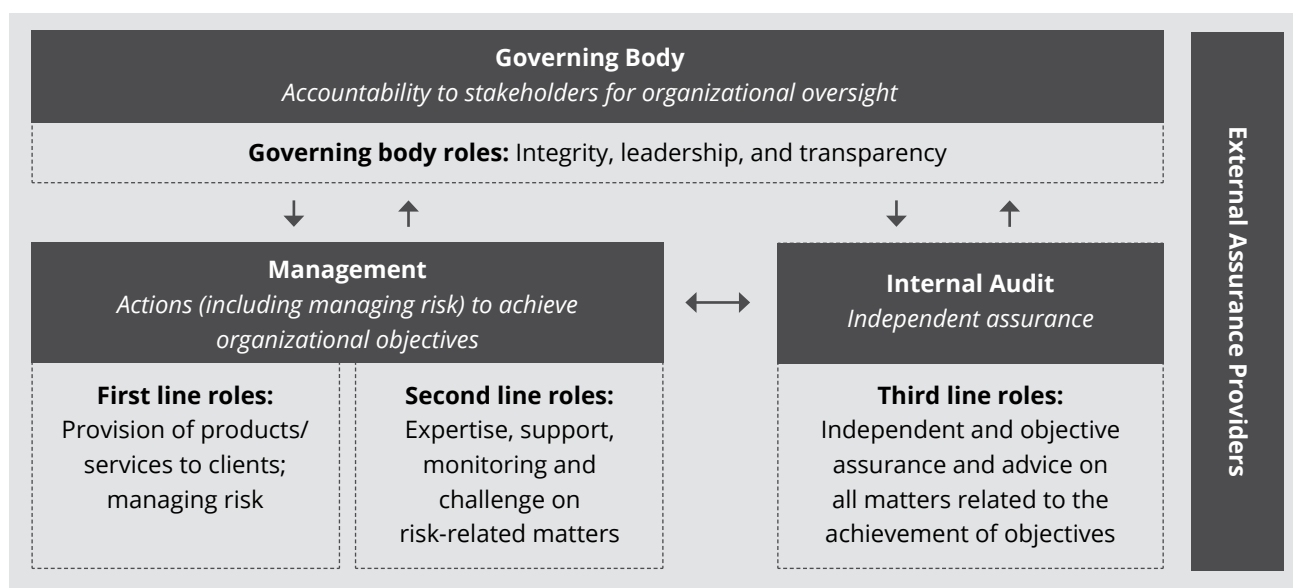 Governing Body
Accountability to stakeholders for organizational oversight
Governing body roles: Integrity, leadership, and transparency
Management
Actions (including managing risk) to achieve
organizational objectives
First line roles:
Provision of products/
services to clients;
managing risk
Second line roles:
Expertise, support,
monitoring and
challenge on
risk-related matters
Internal Audit
Independent assurance
Third line roles:
Independent and objective
assurance and advice on
all matters related to the
achievement of objectives
External Assurance Providers